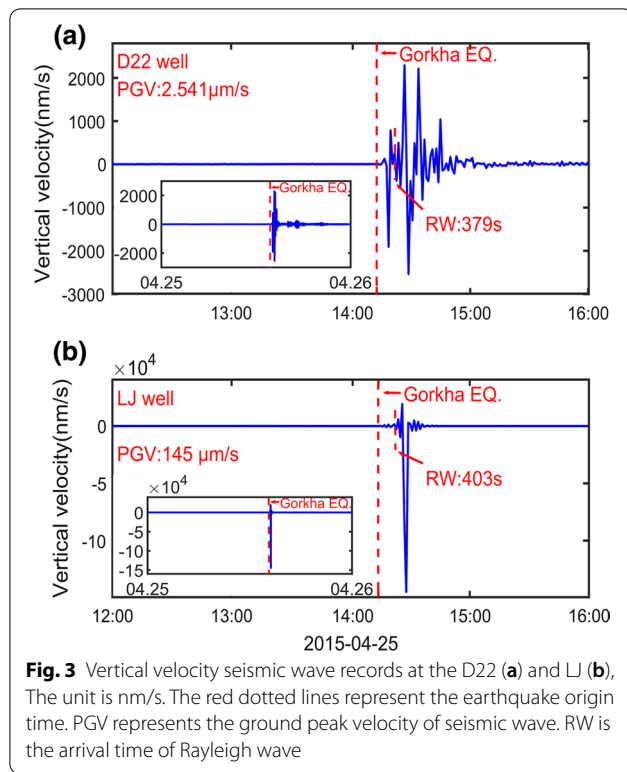 (a)
D22 well
PGV:2.541μm/s
Gorkha EQ.
Vertical velocity(nm/s)
2000
1000
0
-1000
-2000
-3000
RW:379s
2000
0
-2000
Gorkha EQ.
04.25
04.26
13:00
14:00
15:00
16:00
(b)
×10⁴
LJ well
PGV:145 μm/s
Gorkha EQ.
Vertical velocity(nm/s)
0
-5
-10
RW:403s
×10⁴
0
-5
-10
-15
Gorkha EQ.
04.25
04.26
12:00
13:00
14:00
15:00
16:00
2015-04-25
Fig. 3 Vertical velocity seismic wave records at the D22 (a) and LJ (b),
The unit is nm/s. The red dotted lines represent the earthquake origin
time. PGV represents the ground peak velocity of seismic wave. RW is
the arrival time of Rayleigh wave